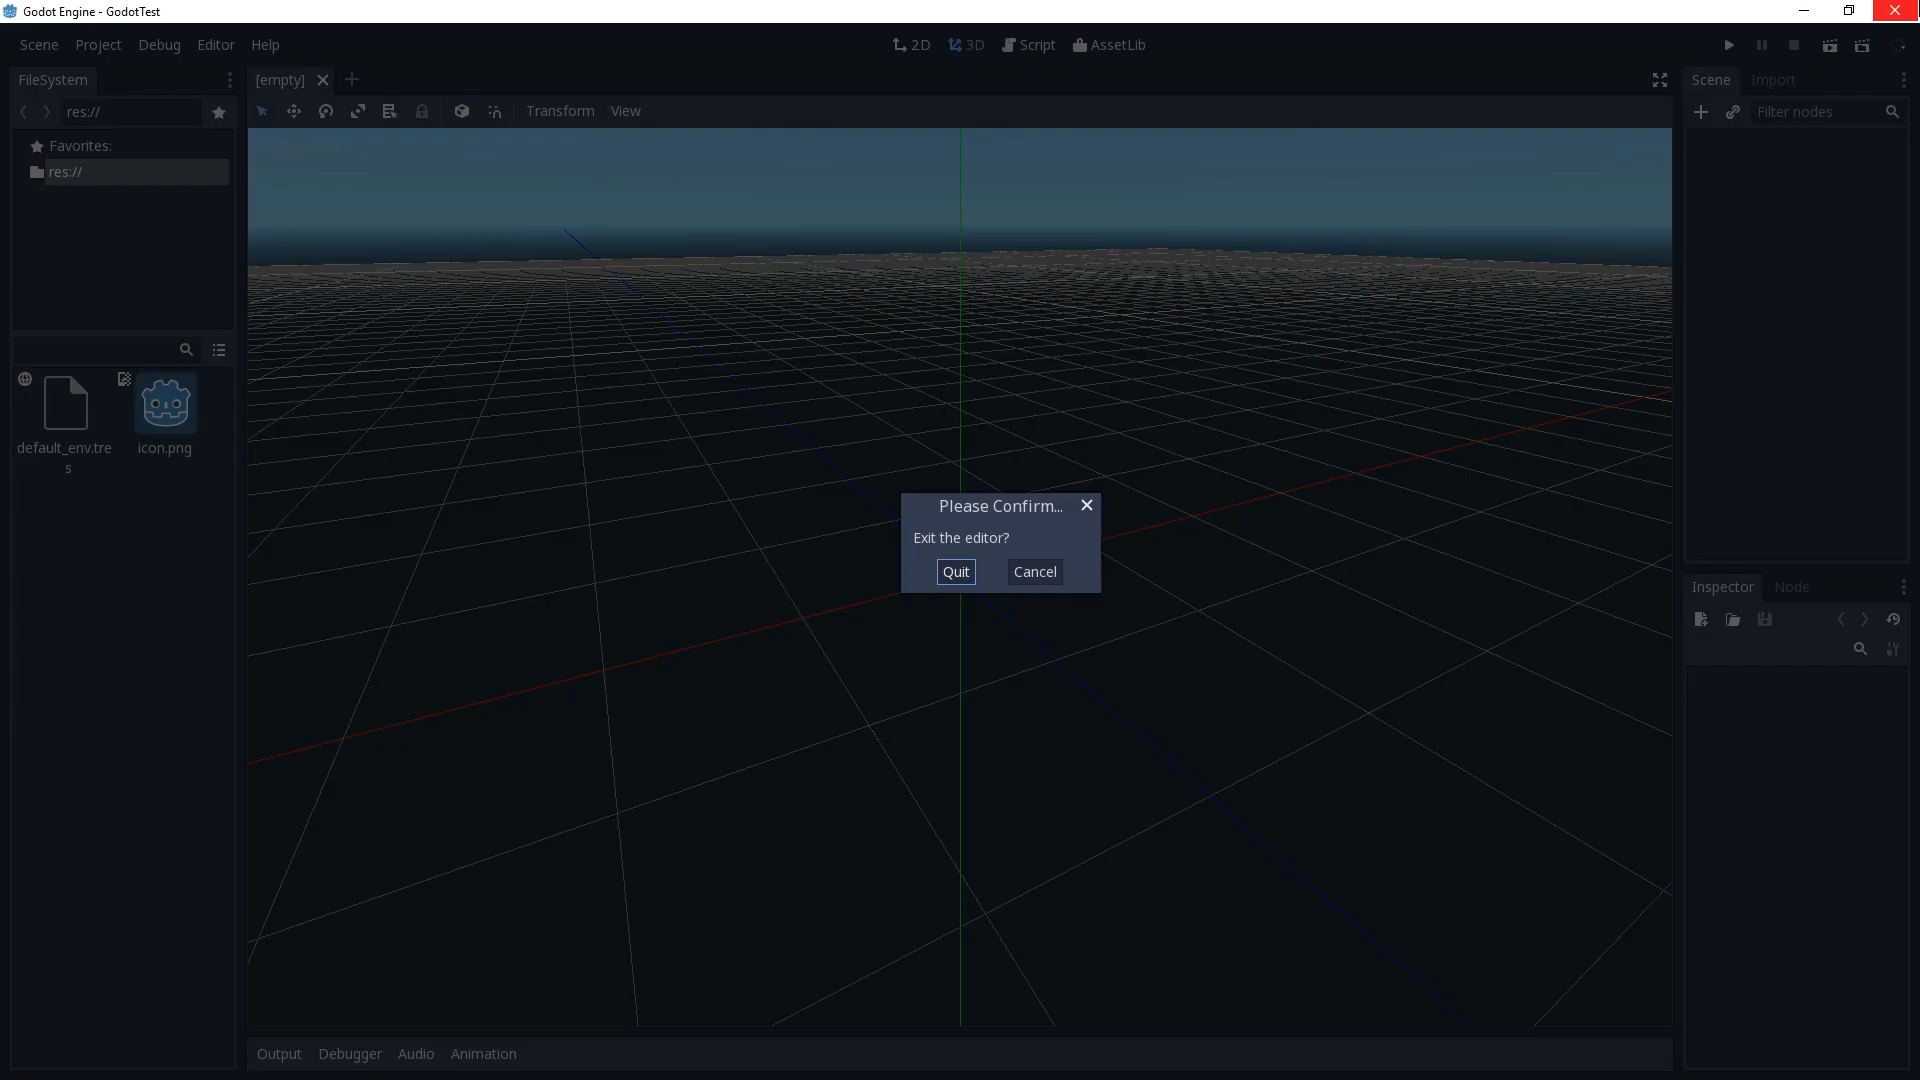 Godot Engine - GodotTest
Scene Project Debug Editor Help
2D 3D Script AssetLib
FileSystem
[empty]
Scene Import
res://
Transform View
Filter nodes
Favorites:
res://
default_env.tre
s
icon.png
Please Confirm...
Exit the editor?
Quit Cancel
Inspector Node
Output Debugger Audio Animation